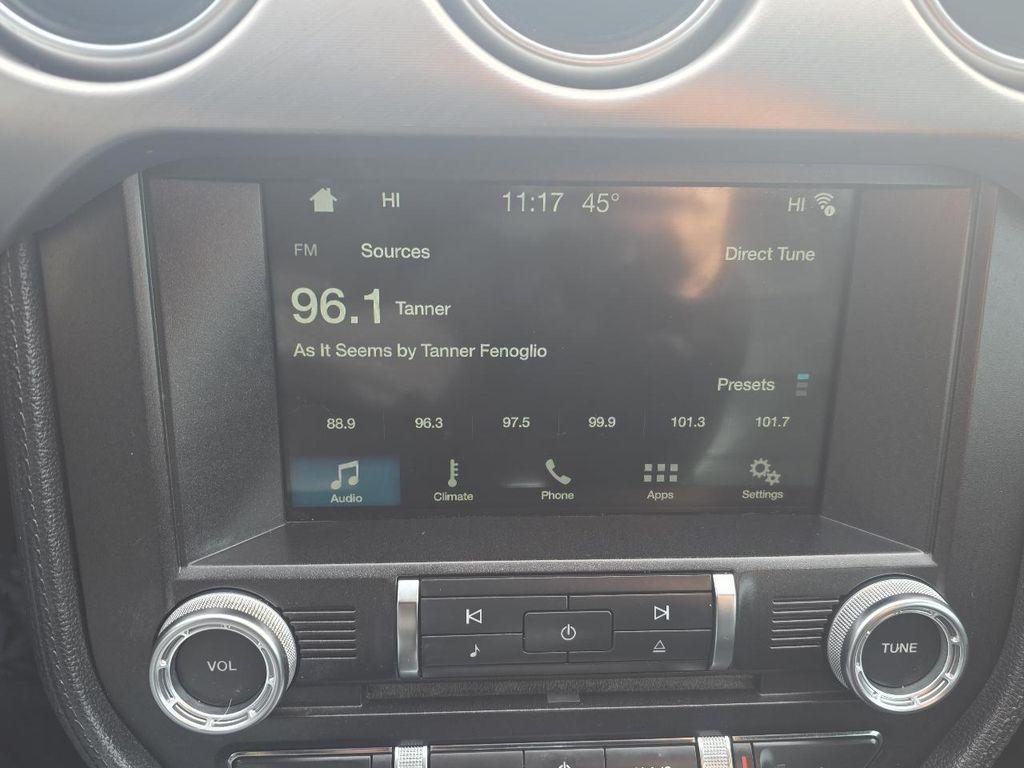 HI 11:17 45° HI
FM Sources Direct Tune
96.1 Tanner
As It Seems by Tanner Fenoglio
Presets
88.9 96.3 97.5 99.9 101.3 101.7
Audio Climate Phone Apps Settings
VOL
TUNE